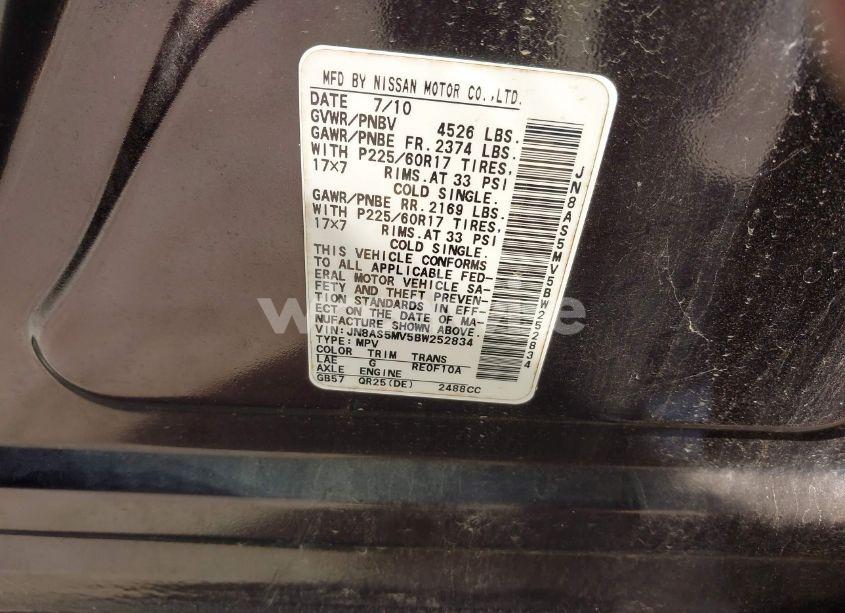 MFD BY NISSAN MOTOR CO.,LTD.
DATE 7/10
GVWR/PNBV 4526 LBS.
GAWR/PNBE FR. 2374 LBS.
WITH P225/60R17 TIRES,
17×7 RIMS.AT 33 PSI
COLD SINGLE.
GAWR/PNBE RR. 2169 LBS.
WITH P225/60R17 TIRES,
17×7 RIMS.AT 33 PSI
COLD SINGLE.
THIS VEHICLE CONFORMS
TO ALL APPLICABLE FED-
ERAL MOTOR VEHICLE SA-
FETY AND THEFT PREVEN-
TION STANDARDS IN EFF-
ECT ON THE DATE OF MA-
NUFACTURE SHOWN ABOVE.
VIN:JN8AS5MV5BW252834
TYPE:MPV
COLOR TRIM TRANS
LAE G RE0F10A
AXLE ENGINE
GB57 QR25(DE) 2488CC
JN8AS5MV5BW252834